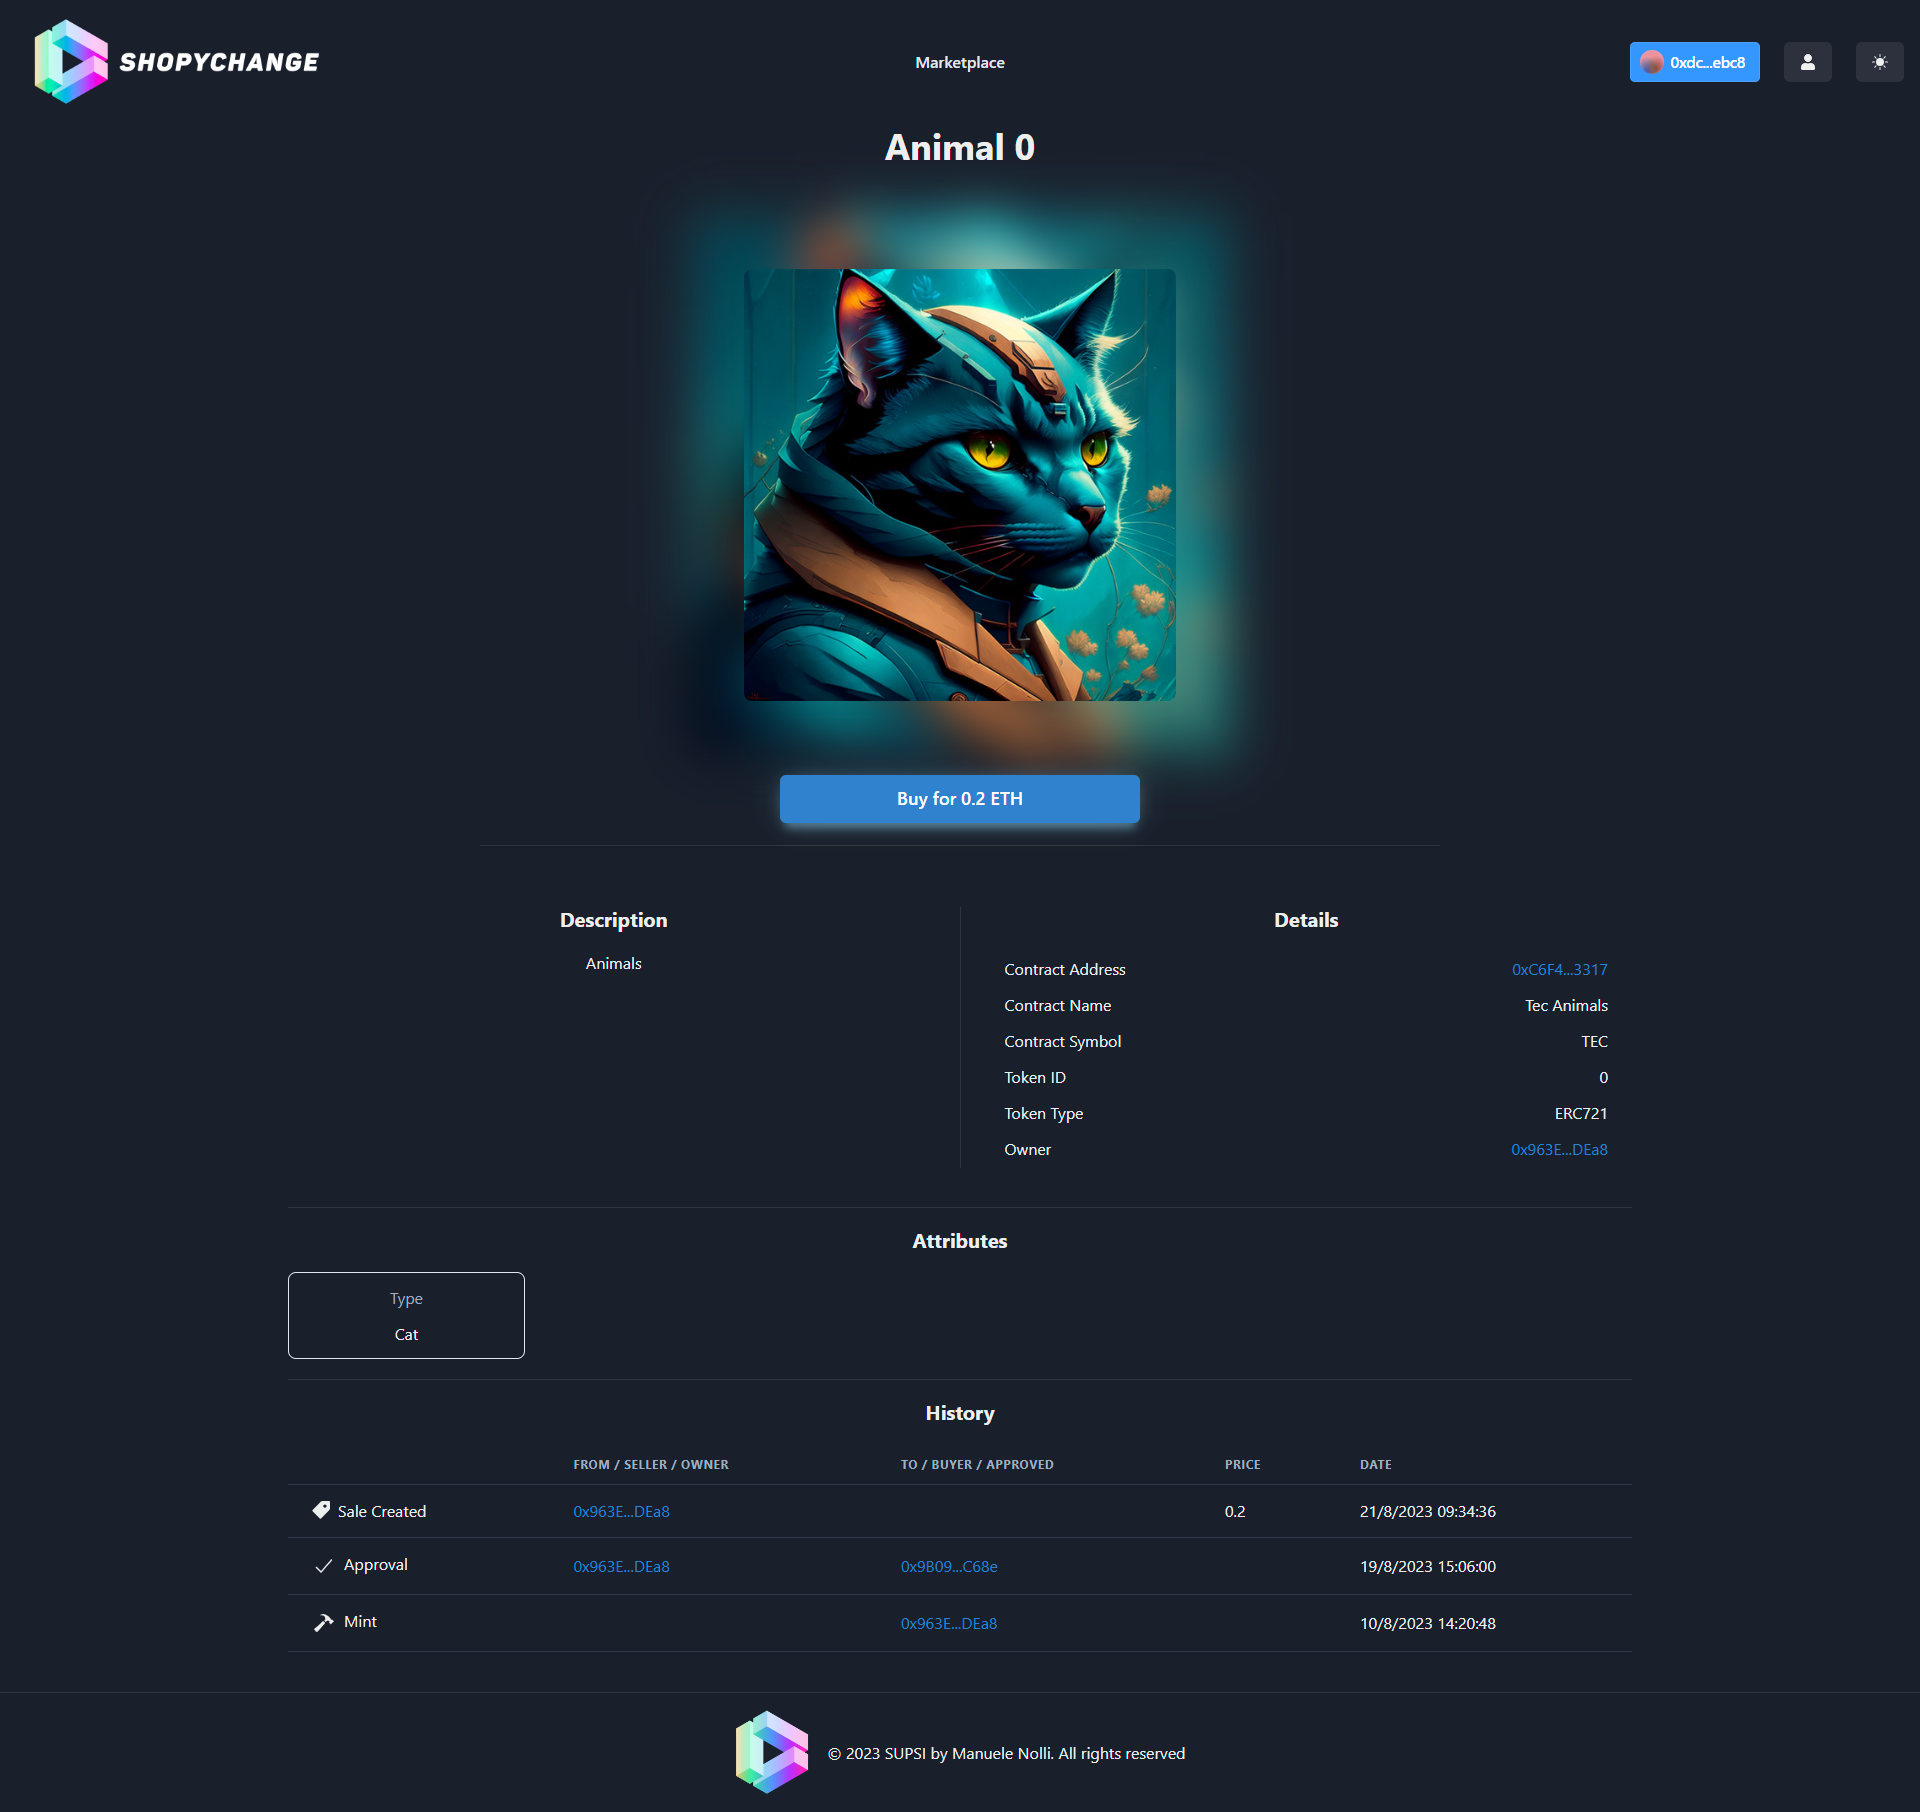 SHOPYCHANGE
Marketplace
0xdc...ebc8
Animal 0
Buy for 0.2 ETH
Description
Animals
Details
Contract Address 0xC6F4...3317
Contract Name Tec Animals
Contract Symbol TEC
Token ID 0
Token Type ERC721
Owner 0x963E...DEa8
Attributes
Type
Cat
History
FROM / SELLER / OWNER TO / BUYER / APPROVED PRICE DATE
Sale Created 0x963E...DEa8 0.2 21/8/2023 09:34:36
Approval 0x963E...DEa8 0x9B09...C68e 19/8/2023 15:06:00
Mint 0x963E...DEa8 10/8/2023 14:20:48
© 2023 SUPSI by Manuele Nolli. All rights reserved